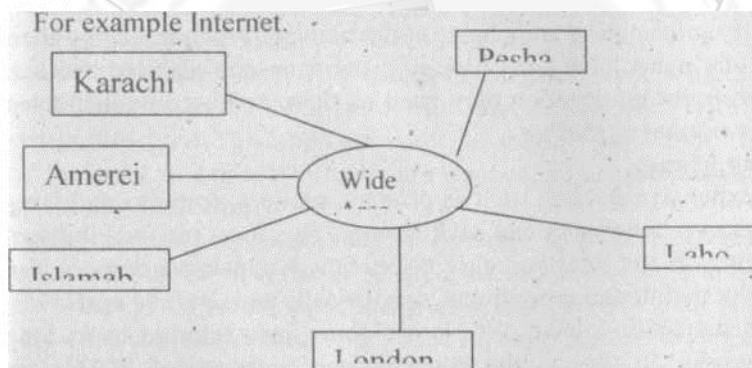 For example Internet.
Pesha
Karachi
Amerei
Wide
Laho
Islamab
London